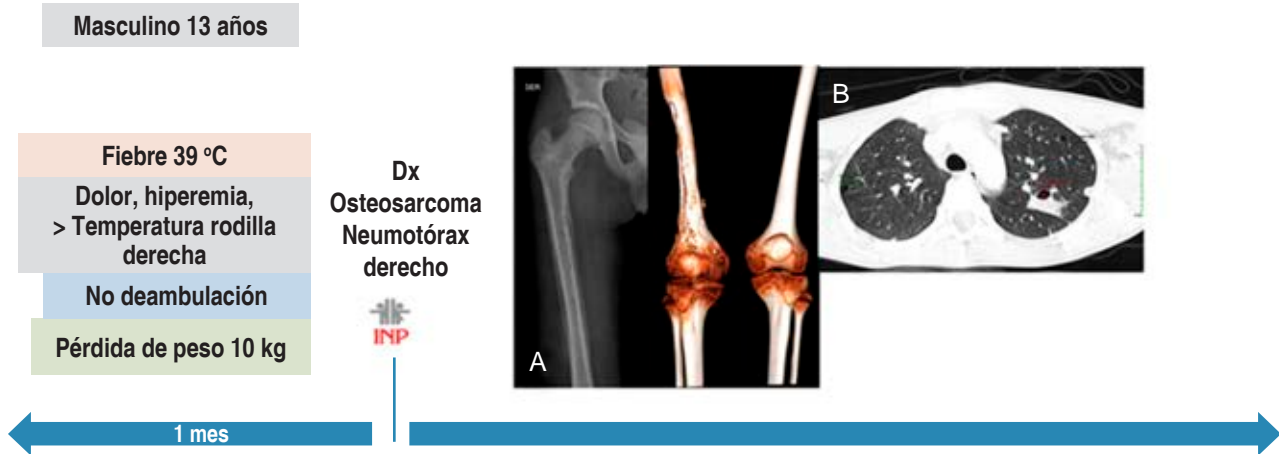 Masculino 13 años
Fiebre 39 °C
Dolor, hiperemia,
> Temperatura rodilla
derecha
No deambulación
Pérdida de peso 10 kg
Dx
Osteosarcoma
Neumotórax
derecho
INP
1 mes
A
B